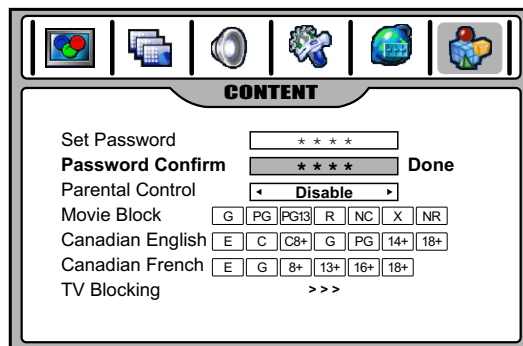 CONTENT
Set Password * * * *
Password Confirm * * * * Done
Parental Control ◂ Disable ▸
Movie Block G PG PG13 R NC X NR
Canadian English E C C8+ G PG 14+ 18+
Canadian French E G 8+ 13+ 16+ 18+
TV Blocking >>>